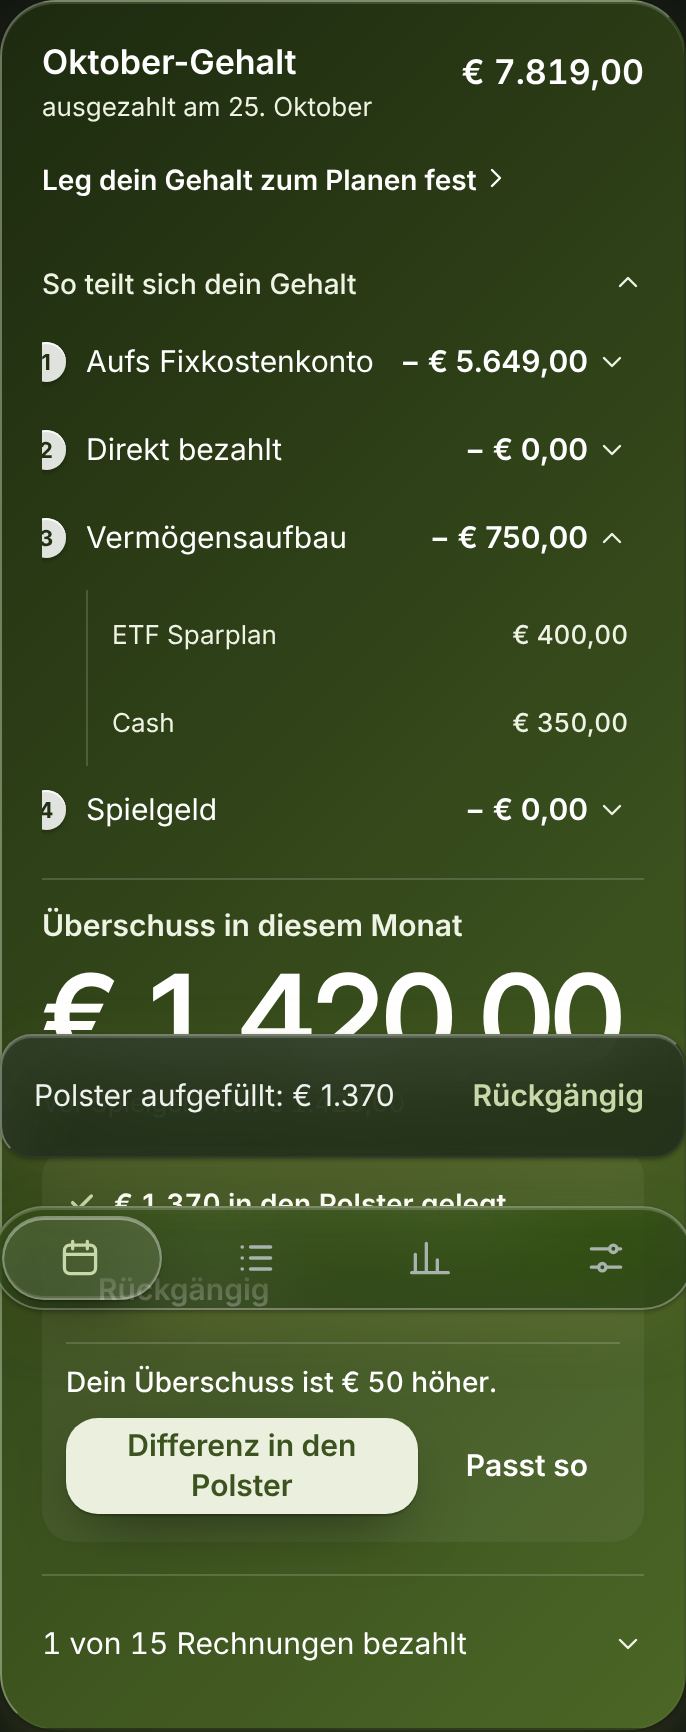 Oktober-Gehalt
€ 7.819,00
ausgezahlt am 25. Oktober
Leg dein Gehalt zum Planen fest
So teilt sich dein Gehalt
1 Aufs Fixkostenkonto – € 5.649,00
2 Direkt bezahlt – € 0,00
3 Vermögensaufbau – € 750,00
ETF Sparplan € 400,00
Cash € 350,00
4 Spielgeld – € 0,00
Überschuss in diesem Monat
€ 1.420,00
Polster aufgefüllt: € 1.370 Rückgängig
€ 1.370 in den Polster gelegt
Rückgängig
Dein Überschuss ist € 50 höher.
Differenz in den
Polster
Passt so
1 von 15 Rechnungen bezahlt